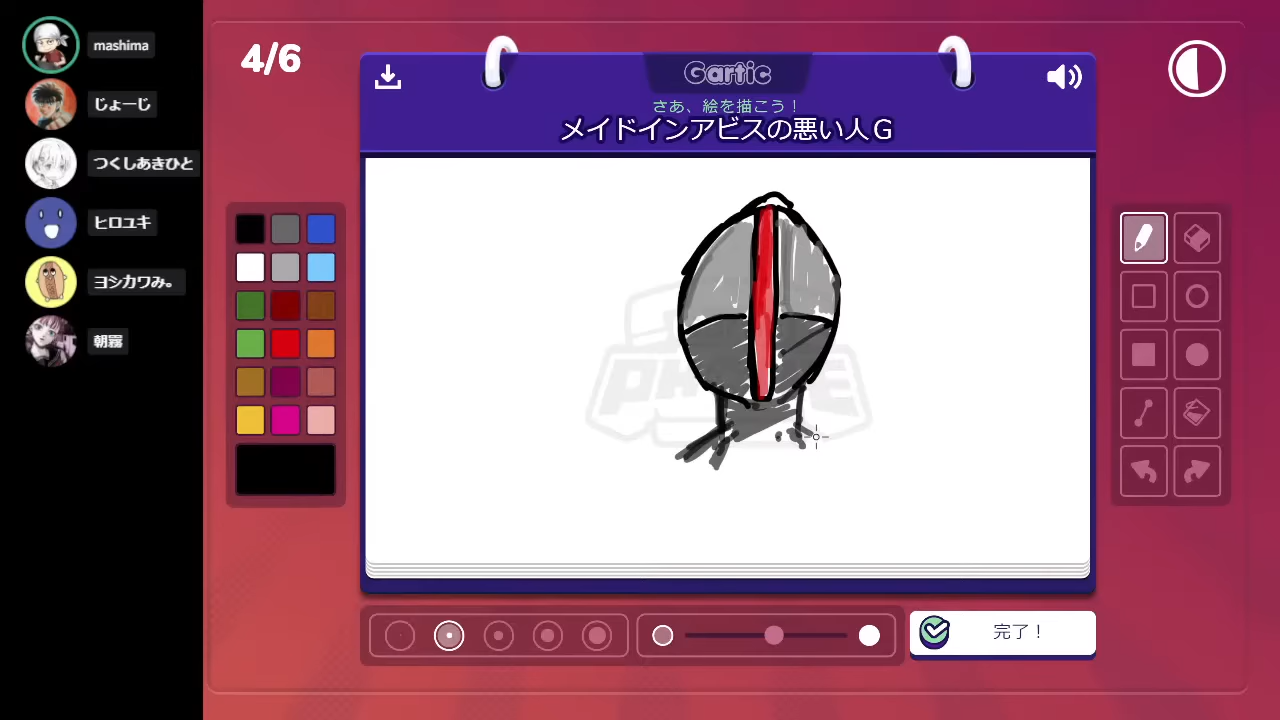 mashima
じょーじ
つくしあきひと
ヒロユキ
ヨシカワみ。
朝霧
4/6
Gartic
さあ、絵を描こう！
メイドインアビスの悪い人G
完了！